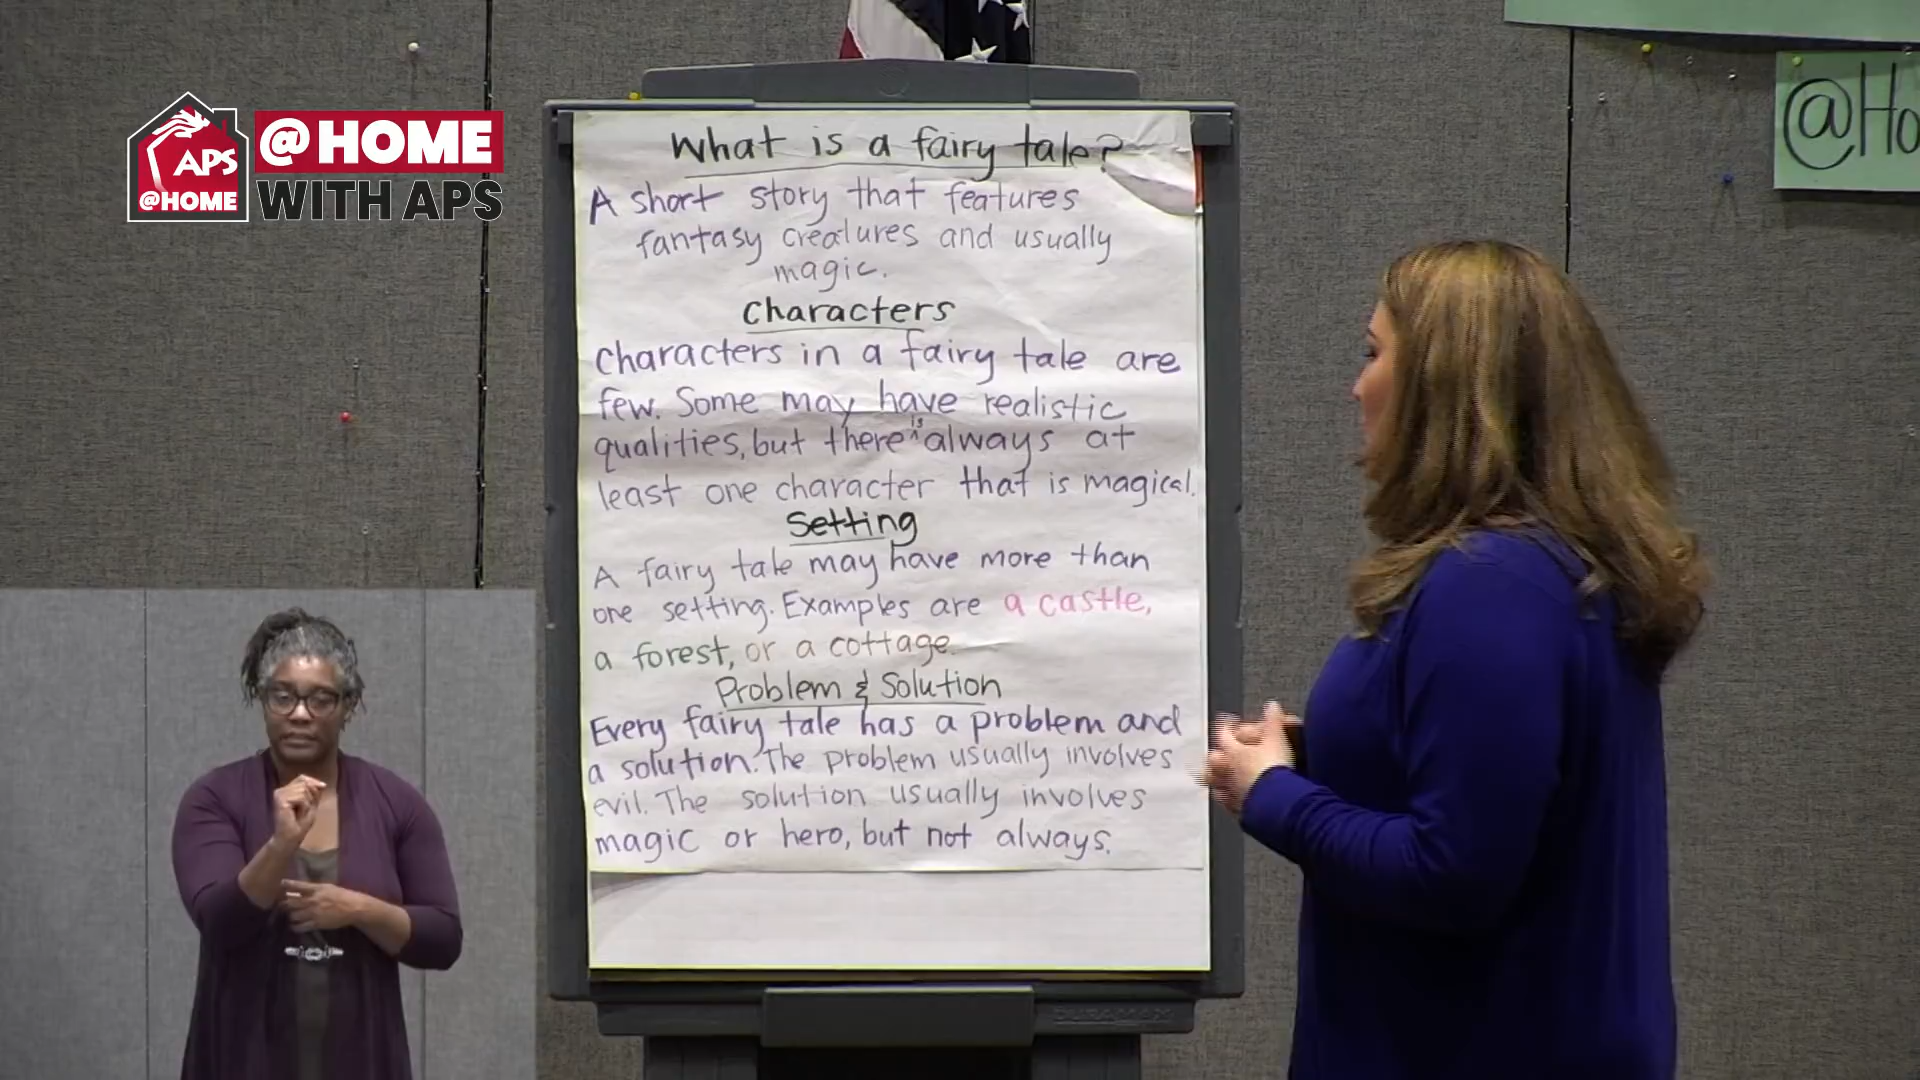 APS
@HOME
@HOME
WITH APS
@Ho
What is a fairy tale?
A short story that features
fantasy creatures and usually
magic.
Characters
Characters in a fairy tale are
few. Some may have realistic
qualities, but there is always at
least one character that is magical.
Setting
A fairy tale may have more than
one setting. Examples are a castle,
a forest, or a cottage.
Problem & Solution
Every fairy tale has a problem and
a solution. The problem usually involves
evil. The solution usually involves
magic or hero, but not always.